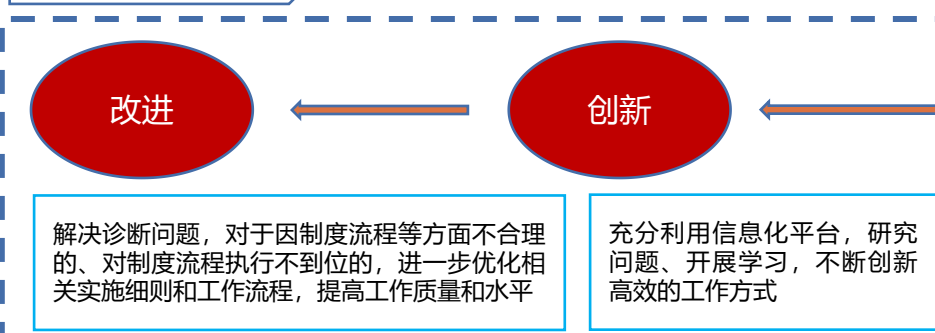 改进
创新
解决诊断问题，对于因制度流程等方面不合理
的、对制度流程执行不到位的，进一步优化相
关实施细则和工作流程，提高工作质量和水平
充分利用信息化平台，研究
问题、开展学习，不断创新
高效的工作方式